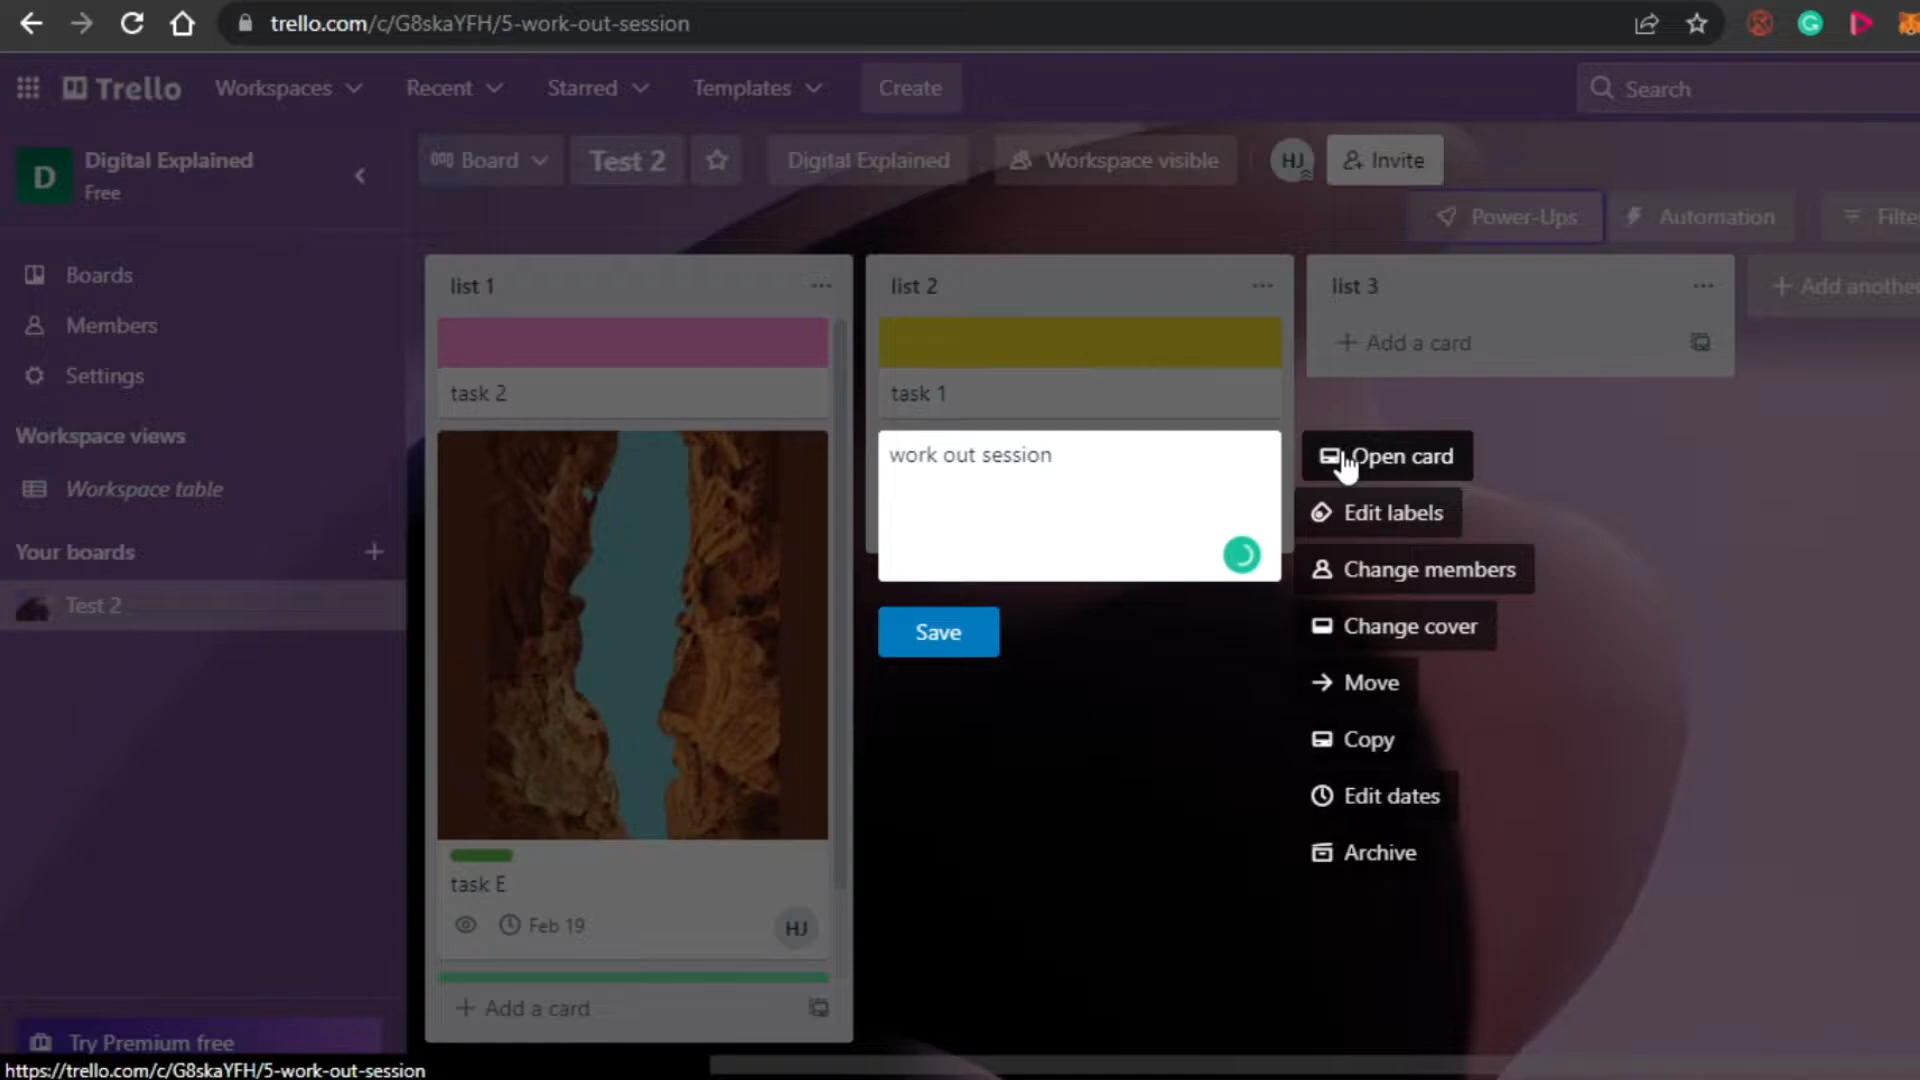 trello.com/c/G8skaYFH/5-work-out-session
Trello
Workspaces
Recent
Starred
Templates
Create
Search
D
Digital Explained
Free
Board
Test 2
Digital Explained
Workspace visible
HJ
Invite
Power-Ups
Automation
Filte
Boards
Members
Settings
Workspace views
Workspace table
Your boards
Test 2
Try Premium free
list 1
task 2
task E
Feb 19
HJ
Add a card
list 2
task 1
work out session
Save
list 3
Add a card
Add another
Open card
Edit labels
Change members
Change cover
Move
Copy
Edit dates
Archive
https://trello.com/c/G8skaYFH/5-work-out-session